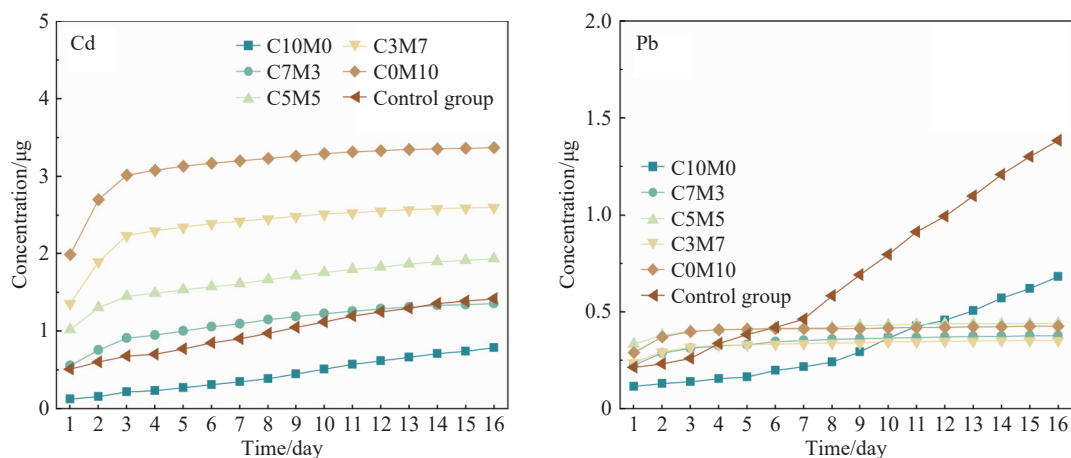 Cd
C10M0
C3M7
C7M3
C0M10
C5M5
Control group
5
4
3
2
1
0
Concentration/μg
1 2 3 4 5 6 7 8 9 10 11 12 13 14 15 16
Time/day
Pb
C10M0
C7M3
C5M5
C3M7
C0M10
Control group
2.0
1.5
1.0
0.5
0
Concentration/μg
1 2 3 4 5 6 7 8 9 10 11 12 13 14 15 16
Time/day